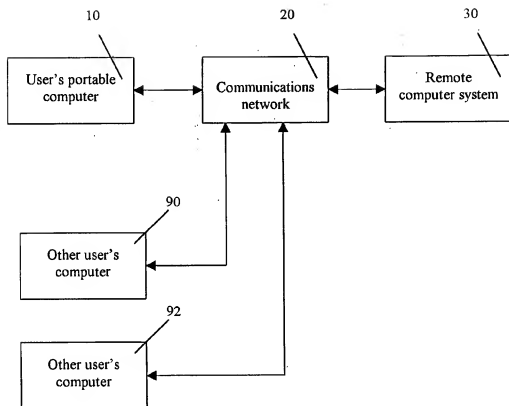 10
20
30
User's portable
computer
Communications
network
Remote
computer system
90
Other user's
computer
92
Other user's
computer